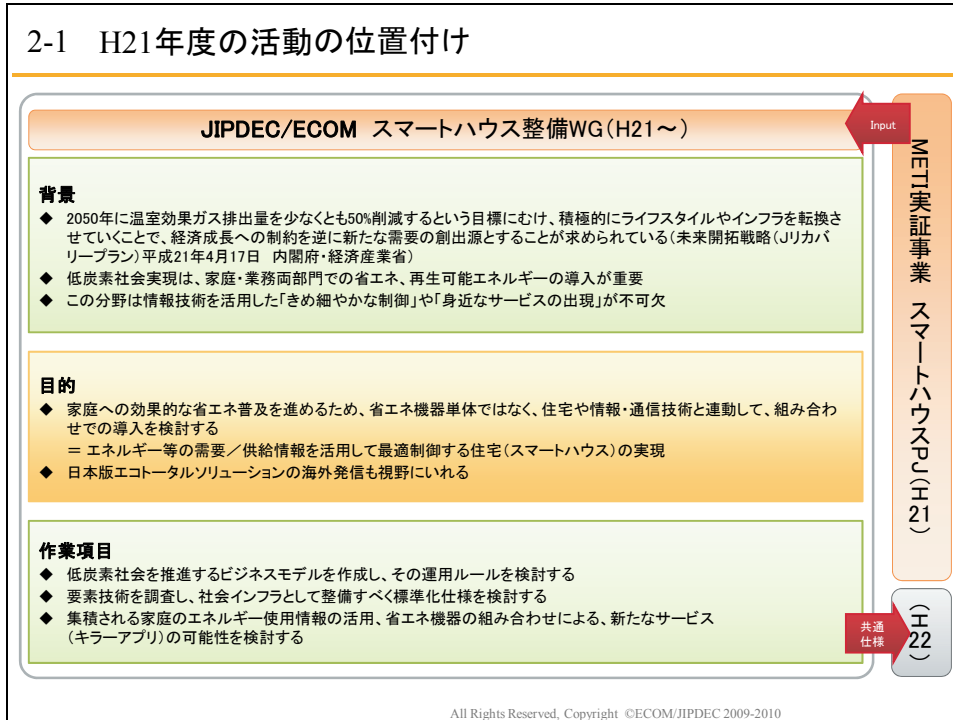 2-1 H21年度の活動の位置付け
JIPDEC/ECOM スマートハウス整備WG(H21～)
Input
背景
◆ 2050年に温室効果ガス排出量を少なくとも50%削減するという目標にむけ、積極的にライフスタイルやインフラを転換さ
せていくことで、経済成長への制約を逆に新たな需要の創出源とすることが求められている(未来開拓戦略(Jリカバ
リープラン)平成21年4月17日 内閣府・経済産業省)
◆ 低炭素社会実現は、家庭・業務両部門での省エネ、再生可能エネルギーの導入が重要
◆ この分野は情報技術を活用した「きめ細やかな制御」や「身近なサービスの出現」が不可欠
目的
◆ 家庭への効果的な省エネ普及を進めるため、省エネ機器単体ではなく、住宅や情報・通信技術と連動して、組み合わ
せでの導入を検討する
＝ エネルギー等の需要／供給情報を活用して最適制御する住宅(スマートハウス)の実現
◆ 日本版エコトータルソリューションの海外発信も視野にいれる
作業項目
◆ 低炭素社会を推進するビジネスモデルを作成し、その運用ルールを検討する
◆ 要素技術を調査し、社会インフラとして整備すべく標準化仕様を検討する
◆ 集積される家庭のエネルギー使用情報の活用、省エネ機器の組み合わせによる、新たなサービス
(キラーアプリ)の可能性を検討する
METI実証事業 スマートハウスPJ(H21)
共通
仕様
(H22)
All Rights Reserved, Copyright ©ECOM/JIPDEC 2009-2010